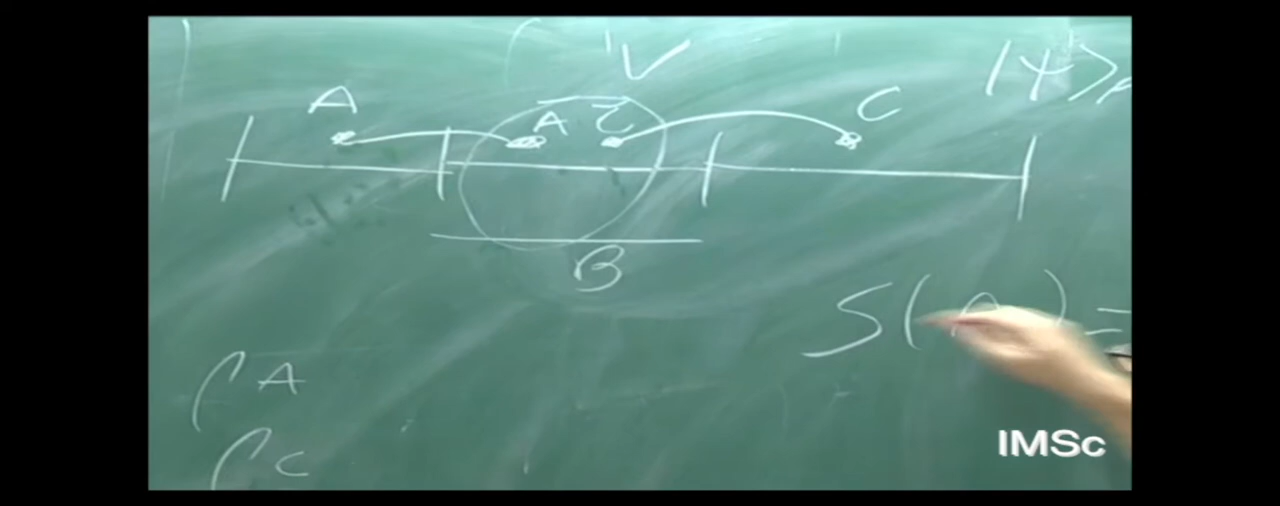 V
|ψ⟩
A A C̄ C
B
S( ) =
ρ A
ρ C
IMSc